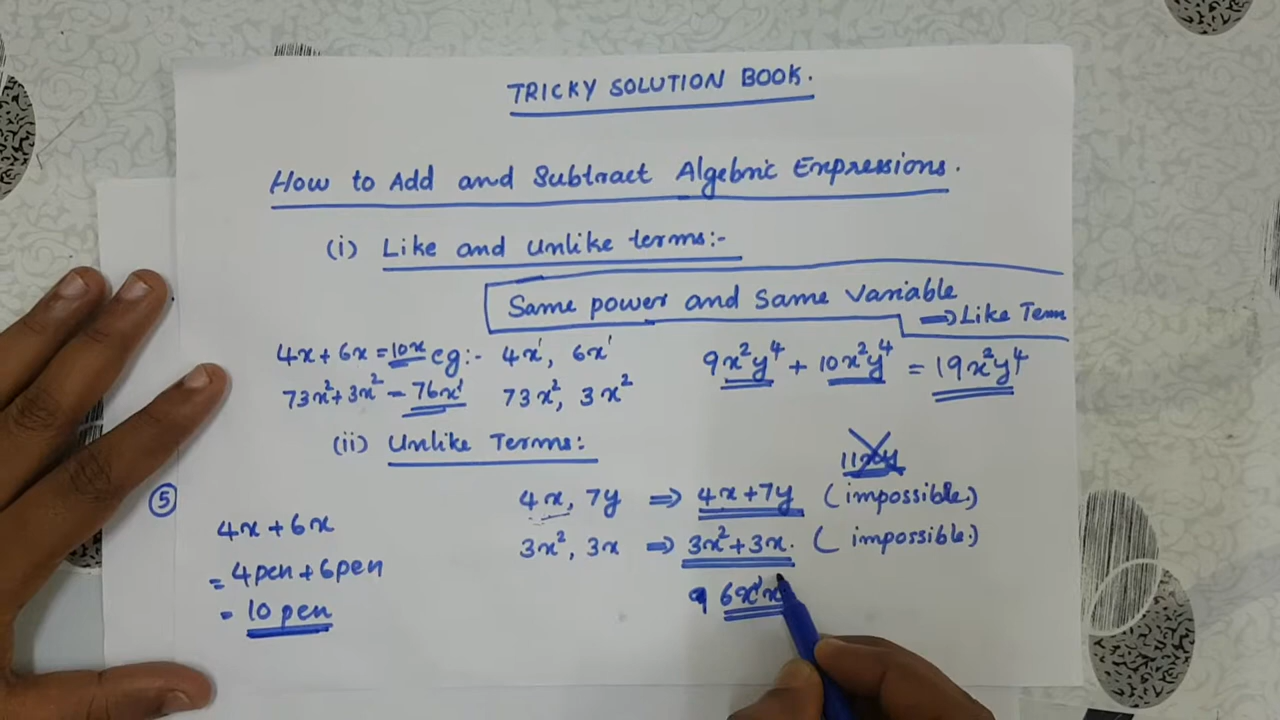 TRICKY SOLUTION BOOK.
How to Add and Subtract Algebric Expressions.
(i) Like and Unlike terms:-
Same power and Same Variable
⇒ Like Term
4x + 6x = 10x eg:- 4x¹, 6x¹
73x² + 3x² = 76x² 73x², 3x²
9x²y⁴ + 10x²y⁴ = 19x²y⁴
(ii) Unlike Terms:
11xy
4x, 7y ⇒ 4x+7y (impossible)
3x², 3x ⇒ 3x²+3x. (impossible.)
5
4x + 6x
= 4pen + 6pen
= 10 pen